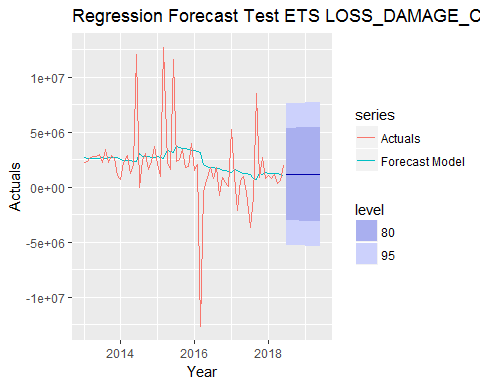 Regression Forecast Test ETS LOSS_DAMAGE_C
1e+07
5e+06
0e+00
-5e+06
-1e+07
Actuals
2014 2016 2018
Year
series
Actuals
Forecast Model
level
80
95